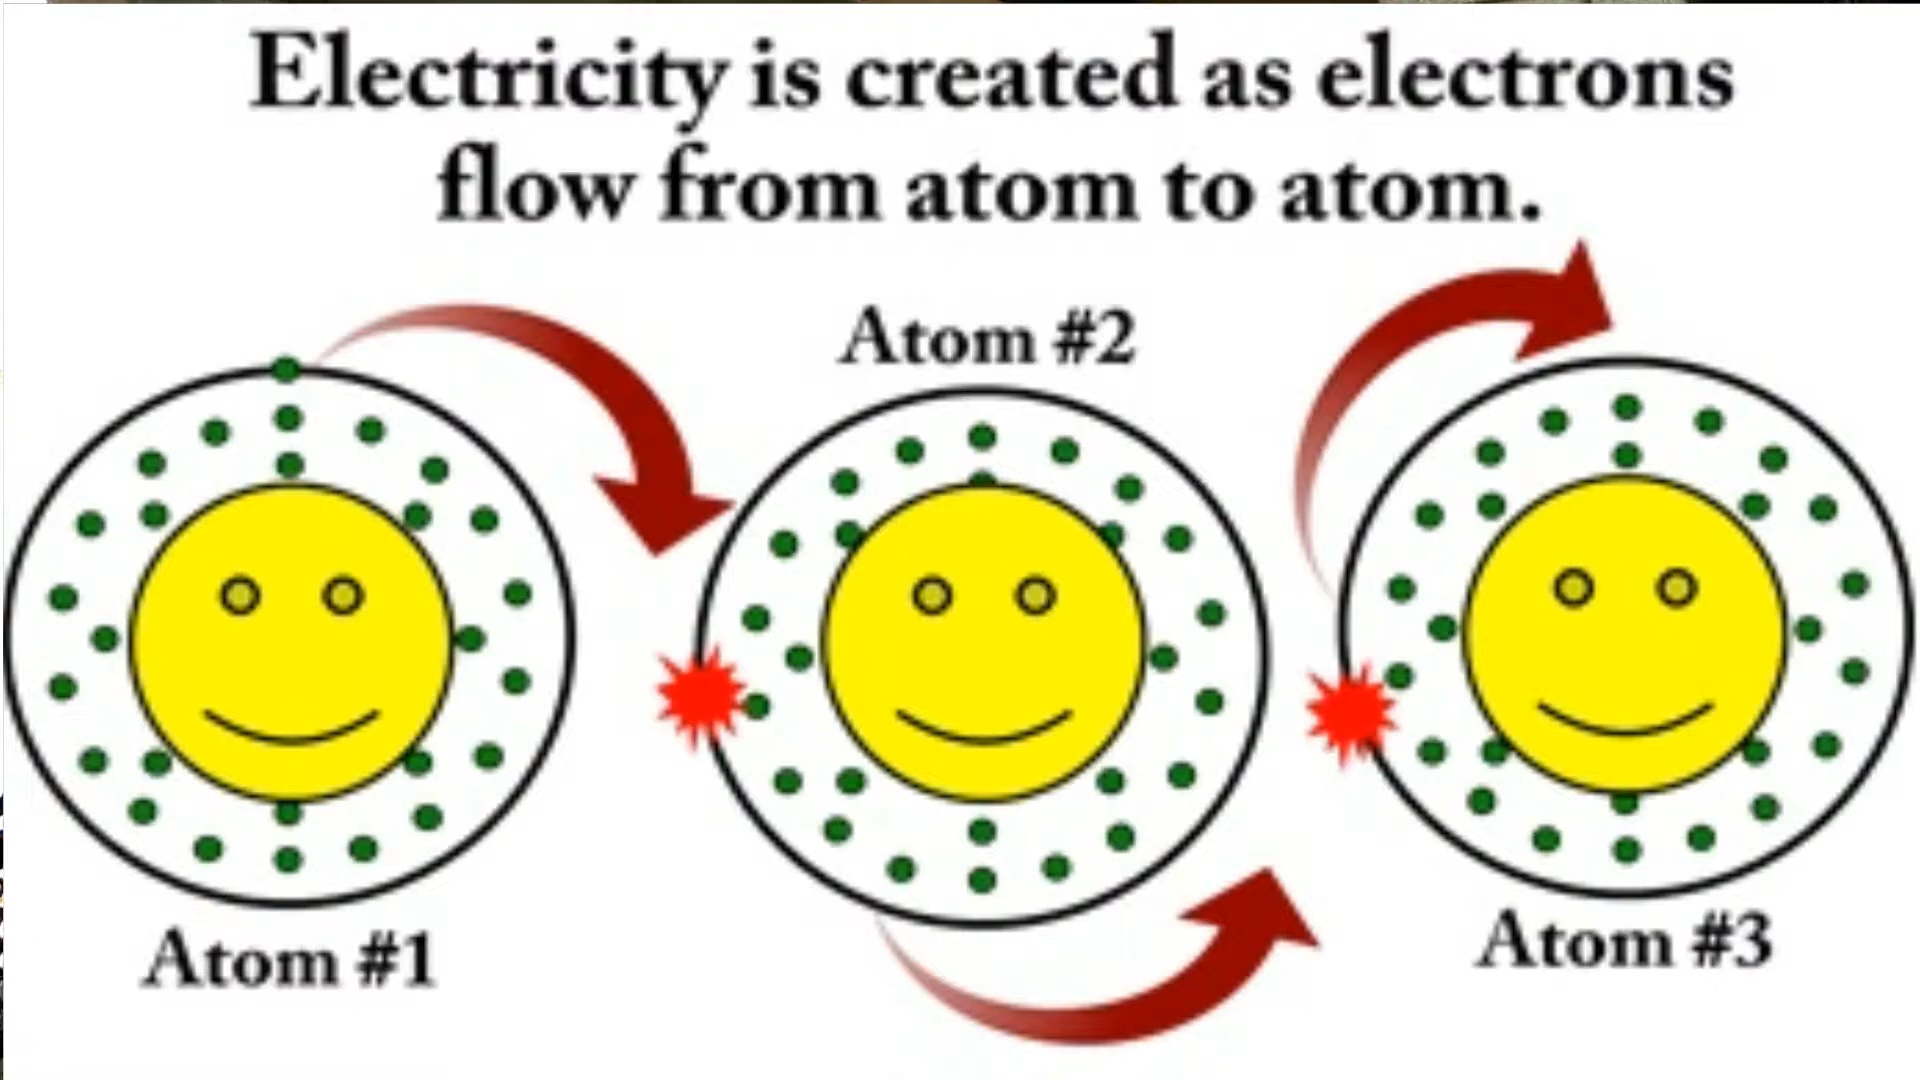 Electricity is created as electrons
flow from atom to atom.
Atom #2
Atom #1
Atom #3